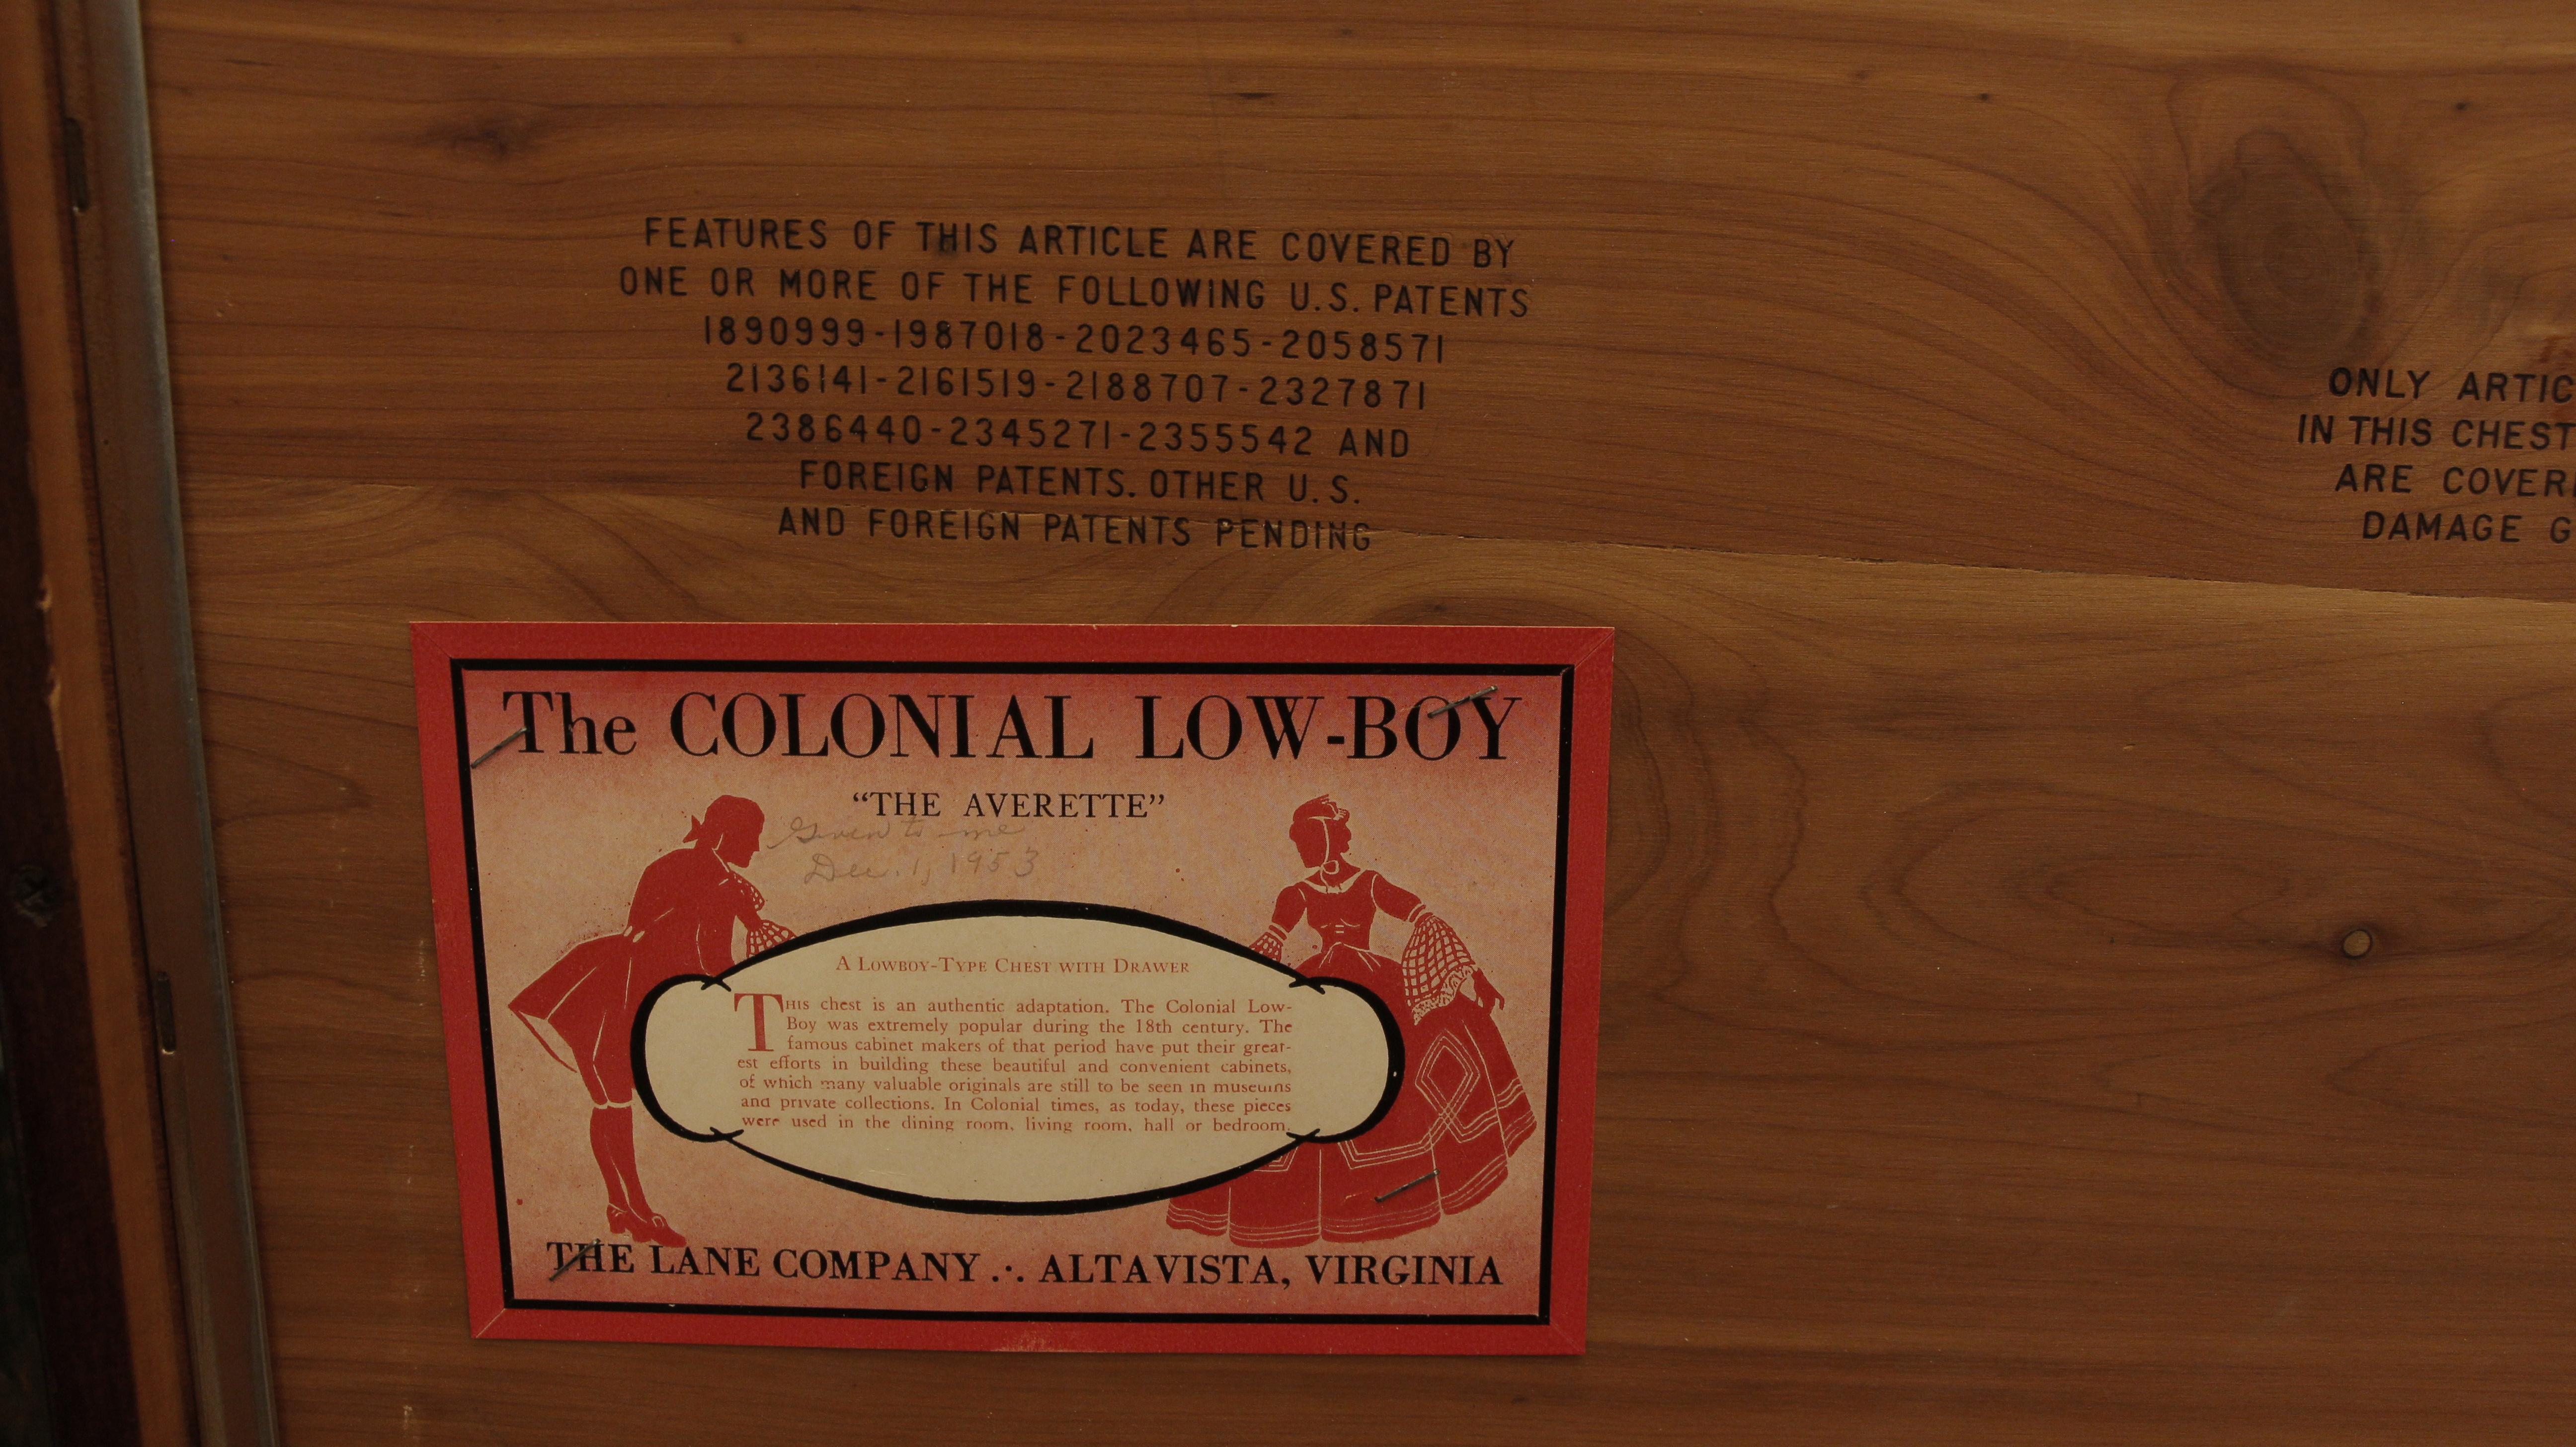 FEATURES OF THIS ARTICLE ARE COVERED BY
ONE OR MORE OF THE FOLLOWING U.S. PATENTS
1890999-1987018-2023465-2058571
2136141-2161519-2188707-2327871
2386440-2345271-2355542 AND
FOREIGN PATENTS. OTHER U.S.
AND FOREIGN PATENTS PENDING
ONLY ARTIC
IN THIS CHEST
ARE COVER
DAMAGE G
The COLONIAL LOW-BOY
“THE AVERETTE”
Given to me
Dec. 1, 1953
A LOWBOY-TYPE CHEST WITH DRAWER
THIS chest is an authentic adaptation. The Colonial Low-
Boy was extremely popular during the 18th century. The
famous cabinet makers of that period have put their great-
est efforts in building these beautiful and convenient cabinets,
of which many valuable originals are still to be seen in museums
and private collections. In Colonial times, as today, these pieces
were used in the dining room, living room, hall or bedroom.
THE LANE COMPANY ∴ ALTAVISTA, VIRGINIA